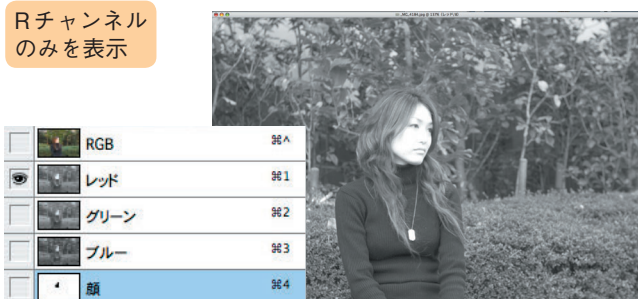 Rチャンネル
のみを表示
RGB ⌘^
レッド ⌘1
グリーン ⌘2
ブルー ⌘3
顔 ⌘4